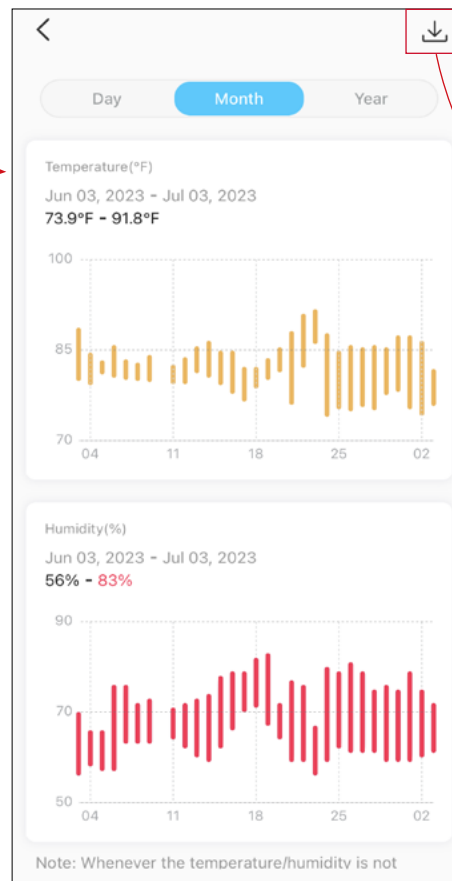 Day Month Year
Temperature(°F)
Jun 03, 2023 - Jul 03, 2023
73.9°F - 91.8°F
100
85
70
04 11 18 25 02
Humidity(%)
Jun 03, 2023 - Jul 03, 2023
56% - 83%
90
70
50
04 11 18 25 02
Note: Whenever the temperature/humidity is not